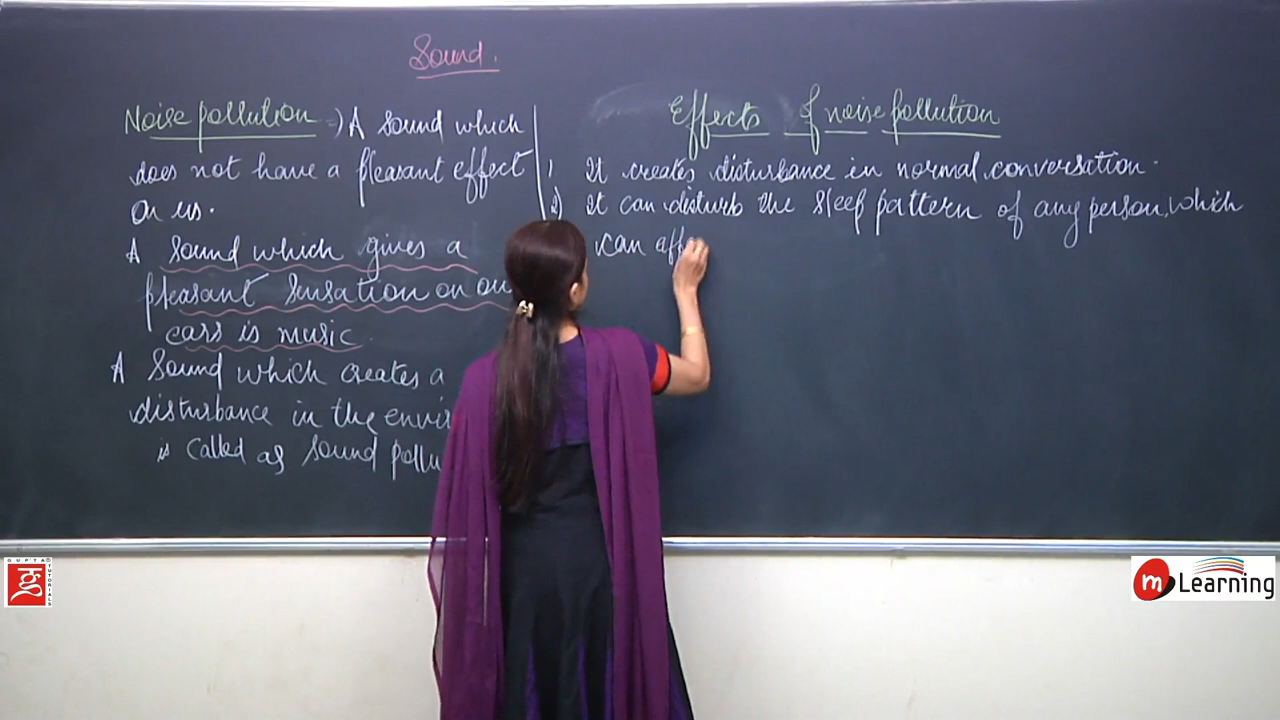 Sound.
Noise pollution → A sound which
does not have a pleasant effect
on us.
A sound which gives a
pleasant sensation on ou
ears is music.
A sound which creates a
disturbance in the envir
is called as sound pollu
Effects of noise pollution
1) It creates disturbance in normal conversation.
2) It can disturb the sleep pattern of any person, which
can aff
GUPTA TUTORIALS
ग
m Learning